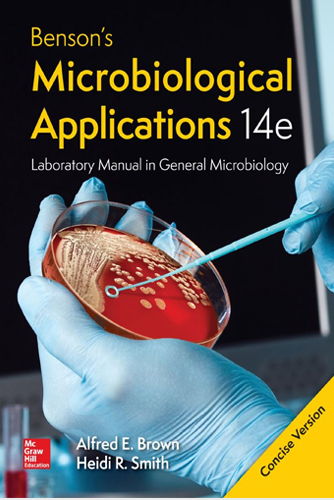 Benson's
Microbiological
Applications 14e
Laboratory Manual in General Microbiology
Mc
Graw
Hill
Education
Alfred E. Brown
Heidi R. Smith
Concise Version